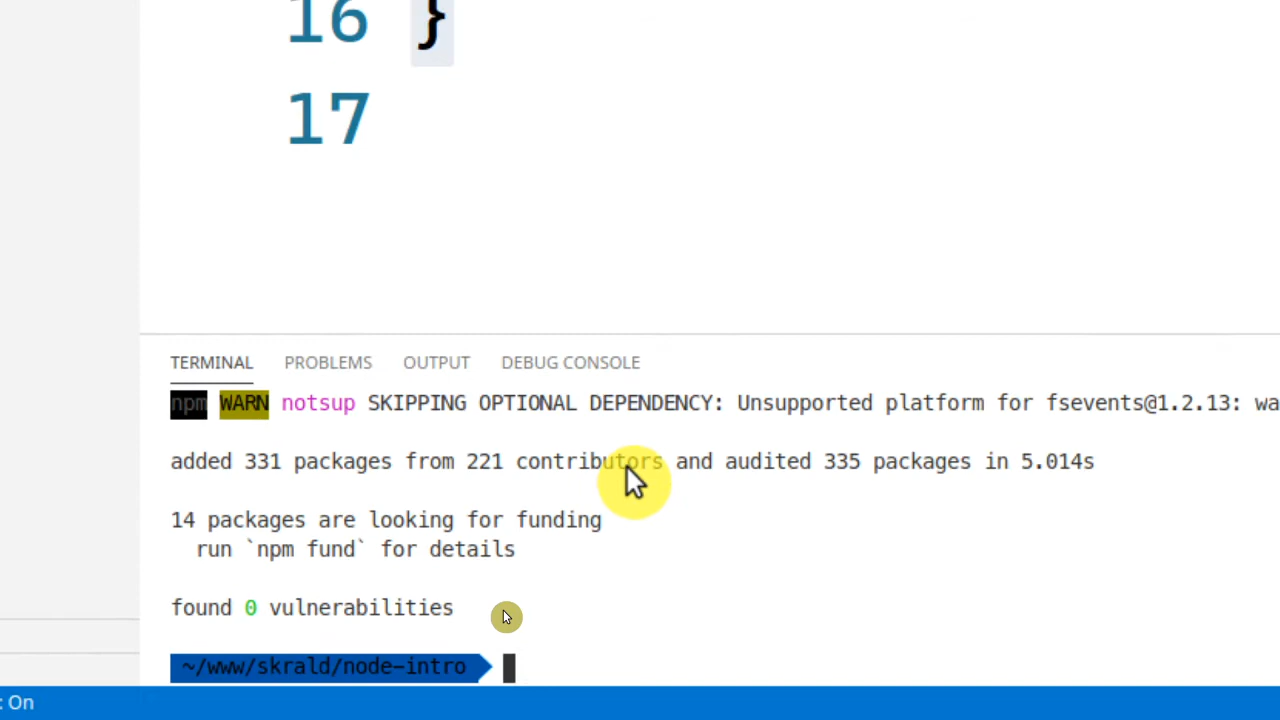 16 }
17
TERMINAL PROBLEMS OUTPUT DEBUG CONSOLE
npm WARN notsup SKIPPING OPTIONAL DEPENDENCY: Unsupported platform for fsevents@1.2.13: wa
added 331 packages from 221 contributors and audited 335 packages in 5.014s
14 packages are looking for funding
run `npm fund` for details
found 0 vulnerabilities
~/www/skrald/node-intro
: On